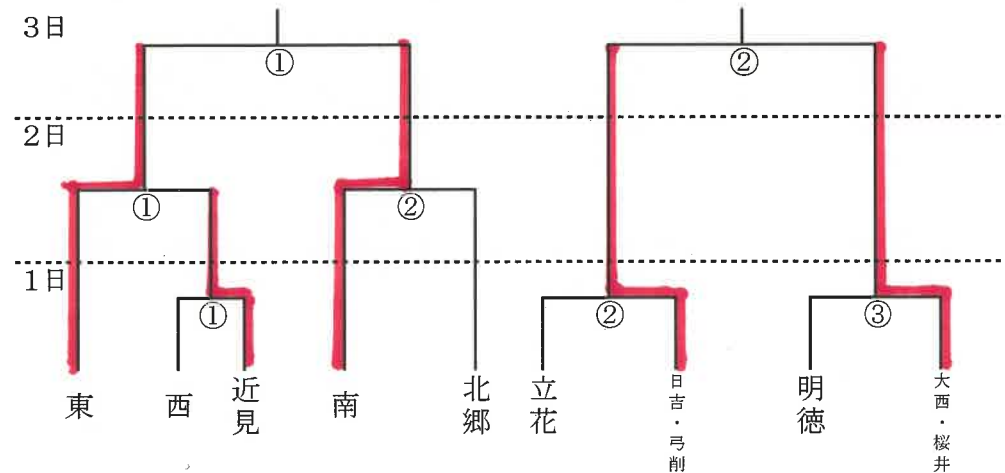 3日
①
②
2日
①
②
1日
①
②
③
東
西
近見
南
北郷
立花
日吉・弓削
明徳
大西・桜井